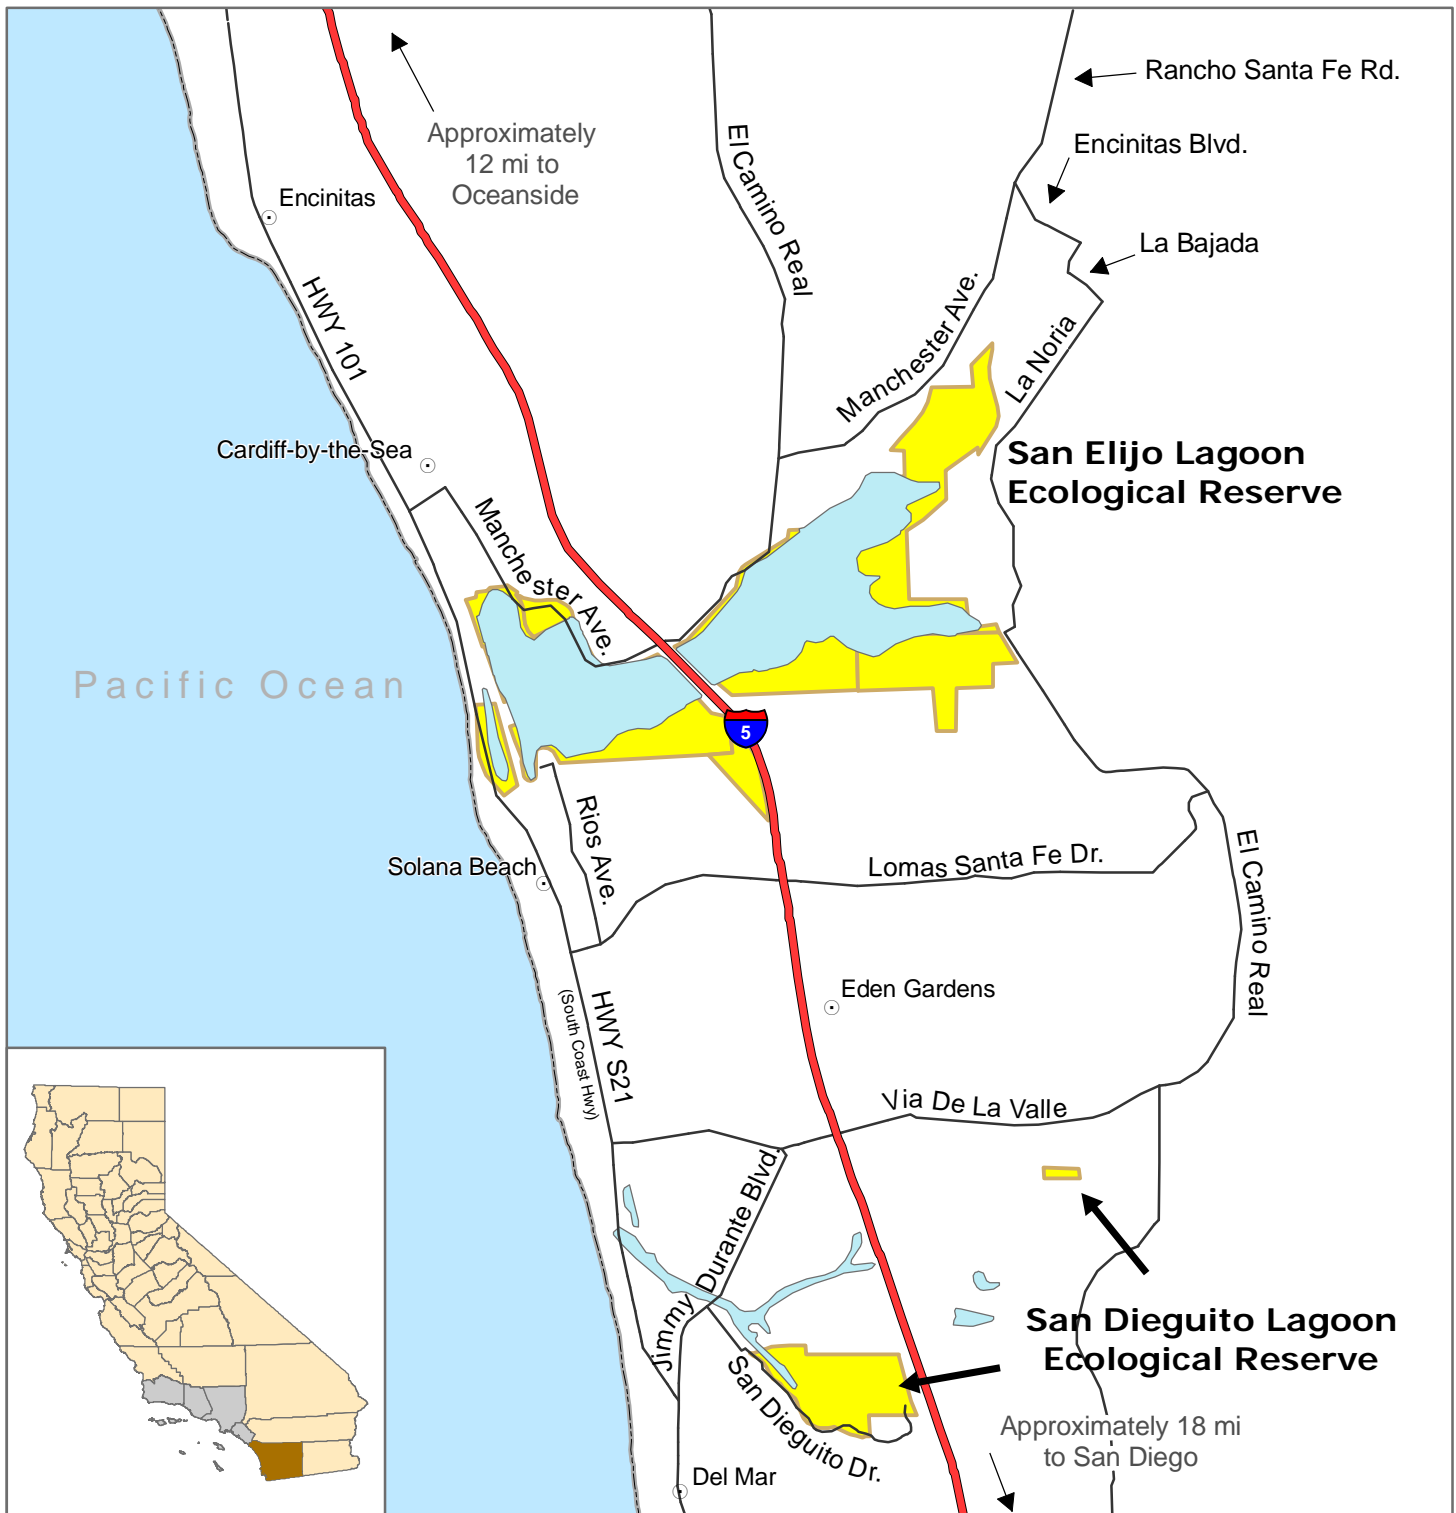 Rancho Santa Fe Rd.
Approximately
12 mi to
Oceanside
El Camino Real
Encinitas Blvd.
Encinitas
La Bajada
HWY 101
Manchester Ave.
La Noria
Cardiff-by-the-Sea
San Elijo Lagoon
Ecological Reserve
Manchester Ave.
Pacific Ocean
5
Rios Ave.
Solana Beach
Lomas Santa Fe Dr.
El Camino Real
Eden Gardens
HWY S21
(South Coast Hwy)
Via De La Valle
Jimmy Durante Blvd.
San Dieguito Lagoon
Ecological Reserve
San Dieguito Dr.
Approximately 18 mi
to San Diego
Del Mar